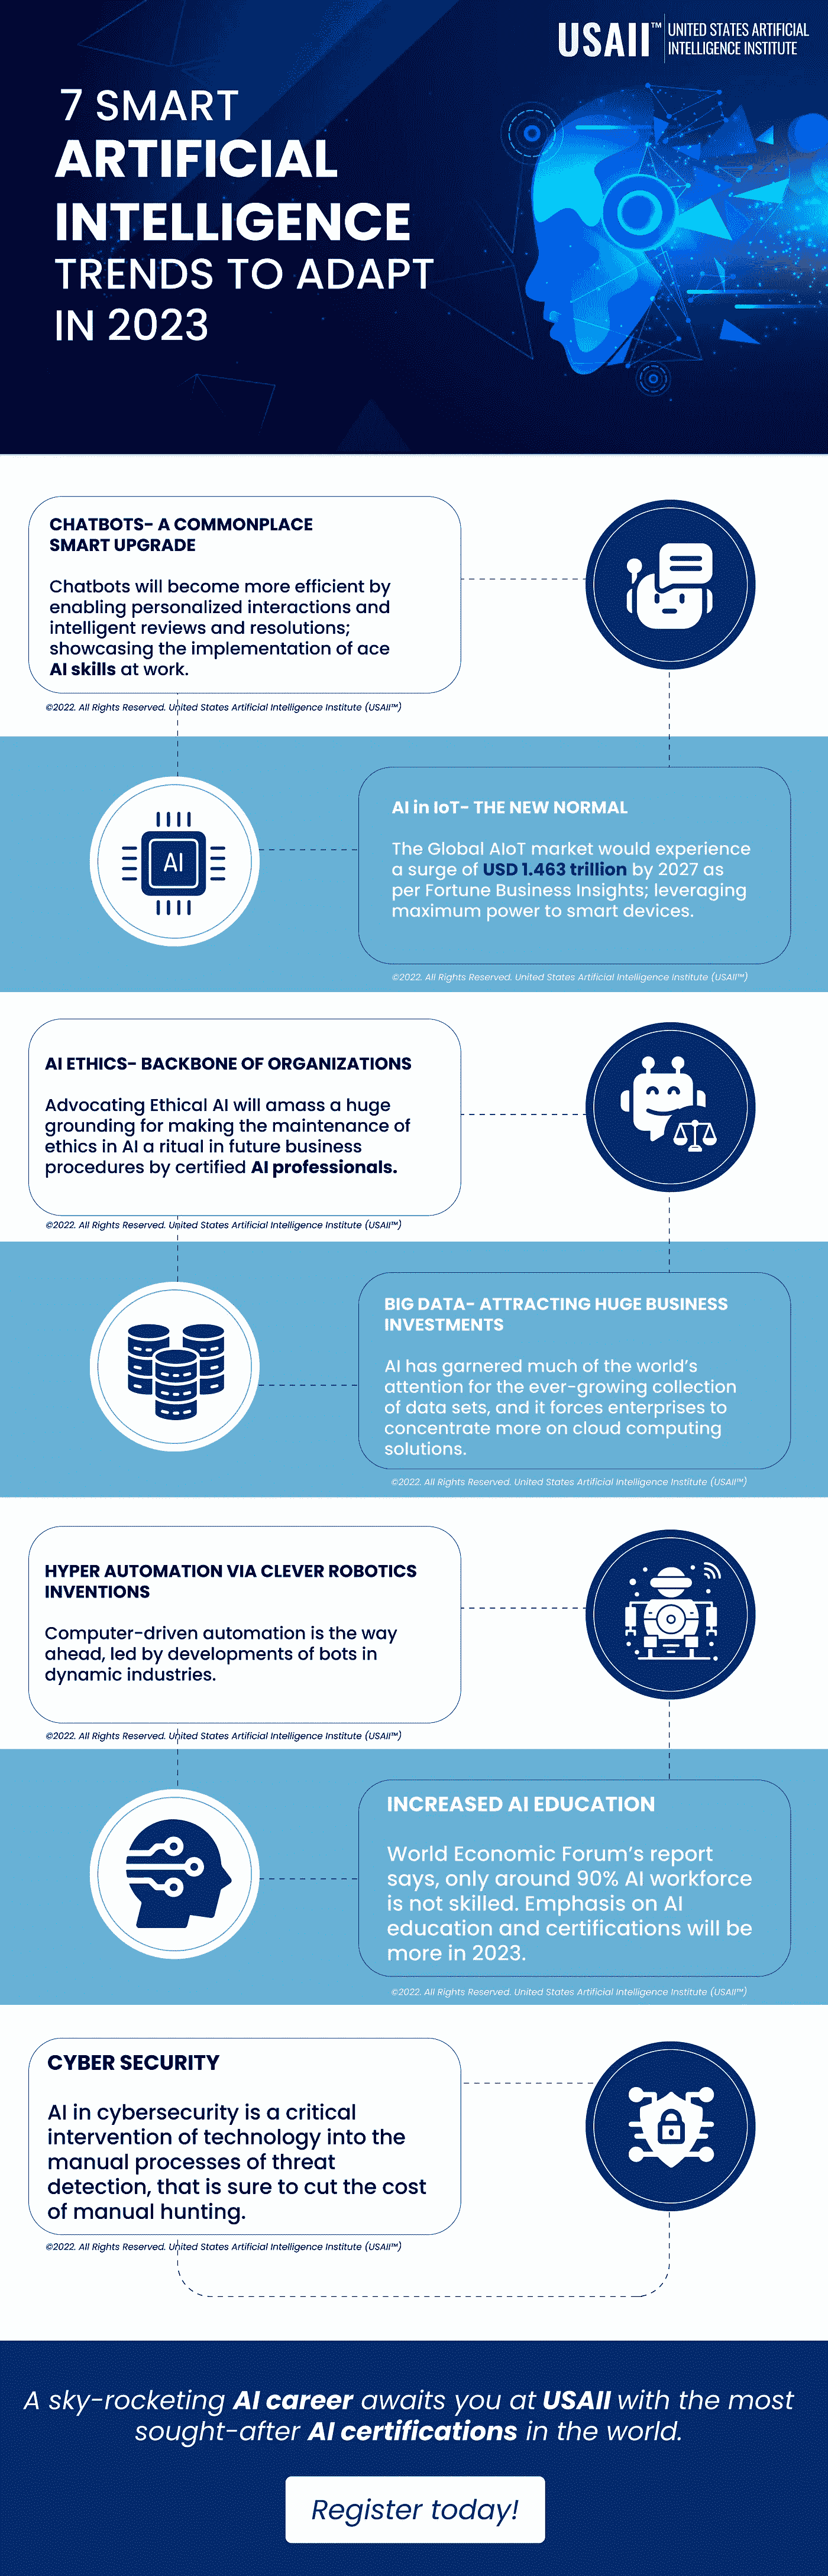 USAII™ UNITED STATES ARTIFICIAL
INTELLIGENCE INSTITUTE
7 SMART
ARTIFICIAL
INTELLIGENCE
TRENDS TO ADAPT
IN 2023
CHATBOTS- A COMMONPLACE
SMART UPGRADE
Chatbots will become more efficient by
enabling personalized interactions and
intelligent reviews and resolutions;
showcasing the implementation of ace
AI skills at work.
©2022. All Rights Reserved. United States Artificial Intelligence Institute (USAII™)
AI
AI in IoT- THE NEW NORMAL
The Global AIoT market would experience
a surge of USD 1.463 trillion by 2027 as
per Fortune Business Insights; leveraging
maximum power to smart devices.
©2022. All Rights Reserved. United States Artificial Intelligence Institute (USAII™)
AI ETHICS- BACKBONE OF ORGANIZATIONS
Advocating Ethical AI will amass a huge
grounding for making the maintenance of
ethics in AI a ritual in future business
procedures by certified AI professionals.
©2022. All Rights Reserved. United States Artificial Intelligence Institute (USAII™)
BIG DATA- ATTRACTING HUGE BUSINESS
INVESTMENTS
AI has garnered much of the world's
attention for the ever-growing collection
of data sets, and it forces enterprises to
concentrate more on cloud computing
solutions.
©2022. All Rights Reserved. United States Artificial Intelligence Institute (USAII™)
HYPER AUTOMATION VIA CLEVER ROBOTICS
INVENTIONS
Computer-driven automation is the way
ahead, led by developments of bots in
dynamic industries.
©2022. All Rights Reserved. United States Artificial Intelligence Institute (USAII™)
INCREASED AI EDUCATION
World Economic Forum's report
says, only around 90% AI workforce
is not skilled. Emphasis on AI
education and certifications will be
more in 2023.
©2022. All Rights Reserved. United States Artificial Intelligence Institute (USAII™)
CYBER SECURITY
AI in cybersecurity is a critical
intervention of technology into the
manual processes of threat
detection, that is sure to cut the cost
of manual hunting.
©2022. All Rights Reserved. United States Artificial Intelligence Institute (USAII™)
A sky-rocketing AI career awaits you at USAII with the most
sought-after AI certifications in the world.
Register today!